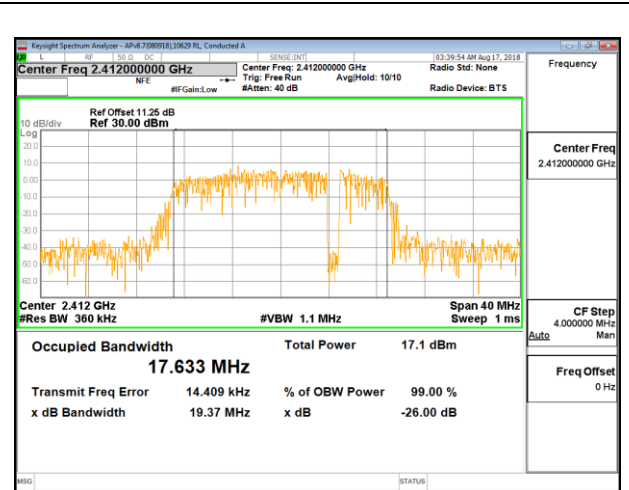 Keysight Spectrum Analyzer - APv8.7(080918),10629 RL, Conducted A
L RF 50 Ω DC SENSE:INT 03:39:54 AM Aug 17, 2018
Center Freq 2.412000000 GHz
NFE
#IFGain:Low
Center Freq: 2.412000000 GHz
Trig: Free Run Avg|Hold: 10/10
#Atten: 40 dB
Radio Std: None
Radio Device: BTS
Frequency
Ref Offset 11.25 dB
10 dB/div Ref 30.00 dBm
Log
20.0
10.0
0.00
-10.0
-20.0
-30.0
-40.0
-50.0
-60.0
Center Freq
2.412000000 GHz
Center 2.412 GHz Span 40 MHz
#Res BW 360 kHz #VBW 1.1 MHz Sweep 1 ms
CF Step
4.000000 MHz
Auto Man
Occupied Bandwidth Total Power 17.1 dBm
17.633 MHz
Transmit Freq Error 14.409 kHz % of OBW Power 99.00 %
x dB Bandwidth 19.37 MHz x dB -26.00 dB
Freq Offset
0 Hz
MSG STATUS